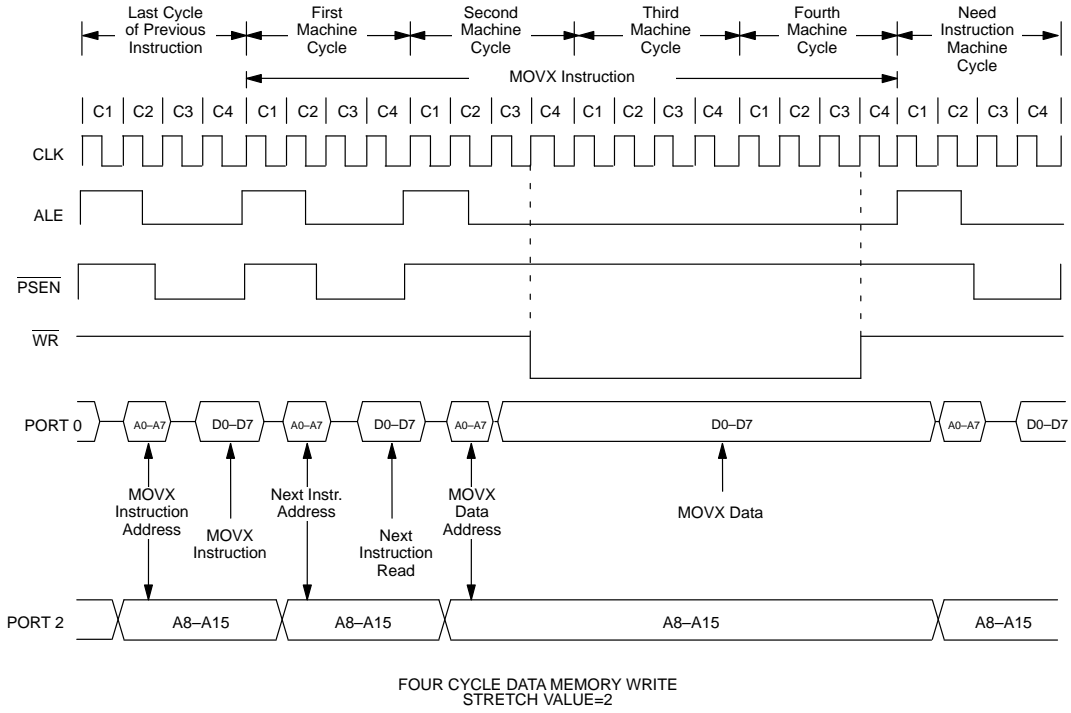 Last Cycle
of Previous
Instruction
First
Machine
Cycle
Second
Machine
Cycle
Third
Machine
Cycle
Fourth
Machine
Cycle
Need
Instruction
Machine
Cycle
MOVX Instruction
C1 C2 C3 C4 C1 C2 C3 C4 C1 C2 C3 C4 C1 C2 C3 C4 C1 C2 C3 C4 C1 C2 C3 C4
CLK
ALE
PSEN
WR
PORT 0
A0–A7 D0–D7 A0–A7 D0–D7 A0–A7 D0–D7 A0–A7 D0–D7
MOVX
Instruction
Address
MOVX
Instruction
Next Instr.
Address
Next
Instruction
Read
MOVX
Data
Address
MOVX Data
PORT 2
A8–A15 A8–A15 A8–A15 A8–A15
FOUR CYCLE DATA MEMORY WRITE
STRETCH VALUE=2